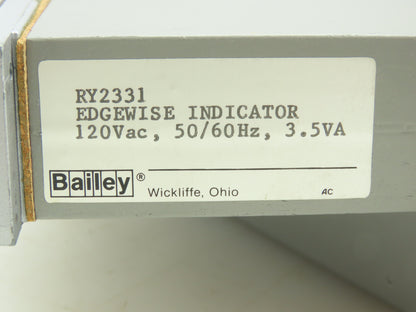 RY2331
EDGEWISE INDICATOR
120Vac, 50/60Hz, 3.5VA
Bailey®
Wickliffe, Ohio
AC